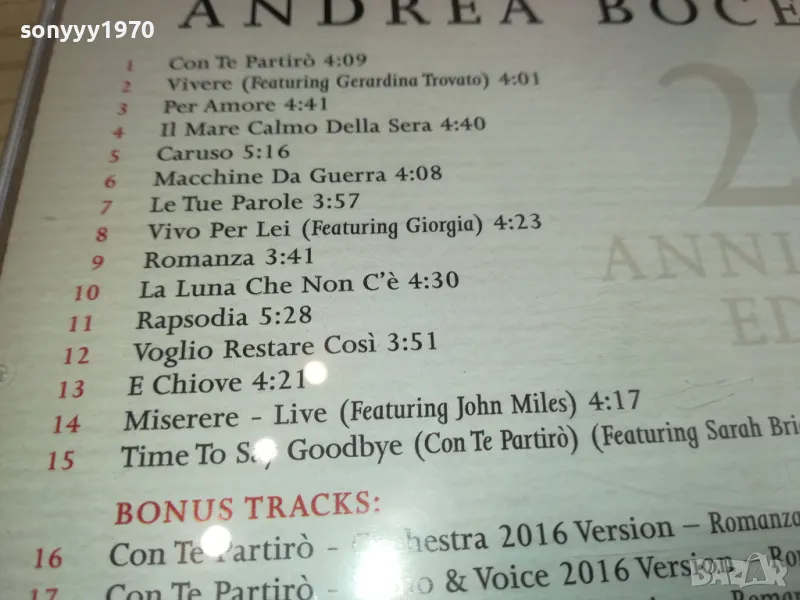 sonyyy1970
ANDREA
1 Con Te Partirò 4:09
2 Vivere (Featuring Gerardina Trovato) 4:01
3 Per Amore 4:41
4 Il Mare Calmo Della Sera 4:40
5 Caruso 5:16
6 Macchine Da Guerra 4:08
7 Le Tue Parole 3:57
8 Vivo Per Lei (Featuring Giorgia) 4:23
9 Romanza 3:41
10 La Luna Che Non C'è 4:30
11 Rapsodia 5:28
12 Voglio Restare Così 3:51
13 E Chiove 4:21
14 Miserere - Live (Featuring John Miles) 4:17
15 Time To Say Goodbye (Con Te Partirò) (Featuring Sarah
BONUS TRACKS:
16 Con Te Partirò - Orchestra 2016 Version – Romanza
17 Con Te Partirò - & Voice 2016 Version –
BAZAR